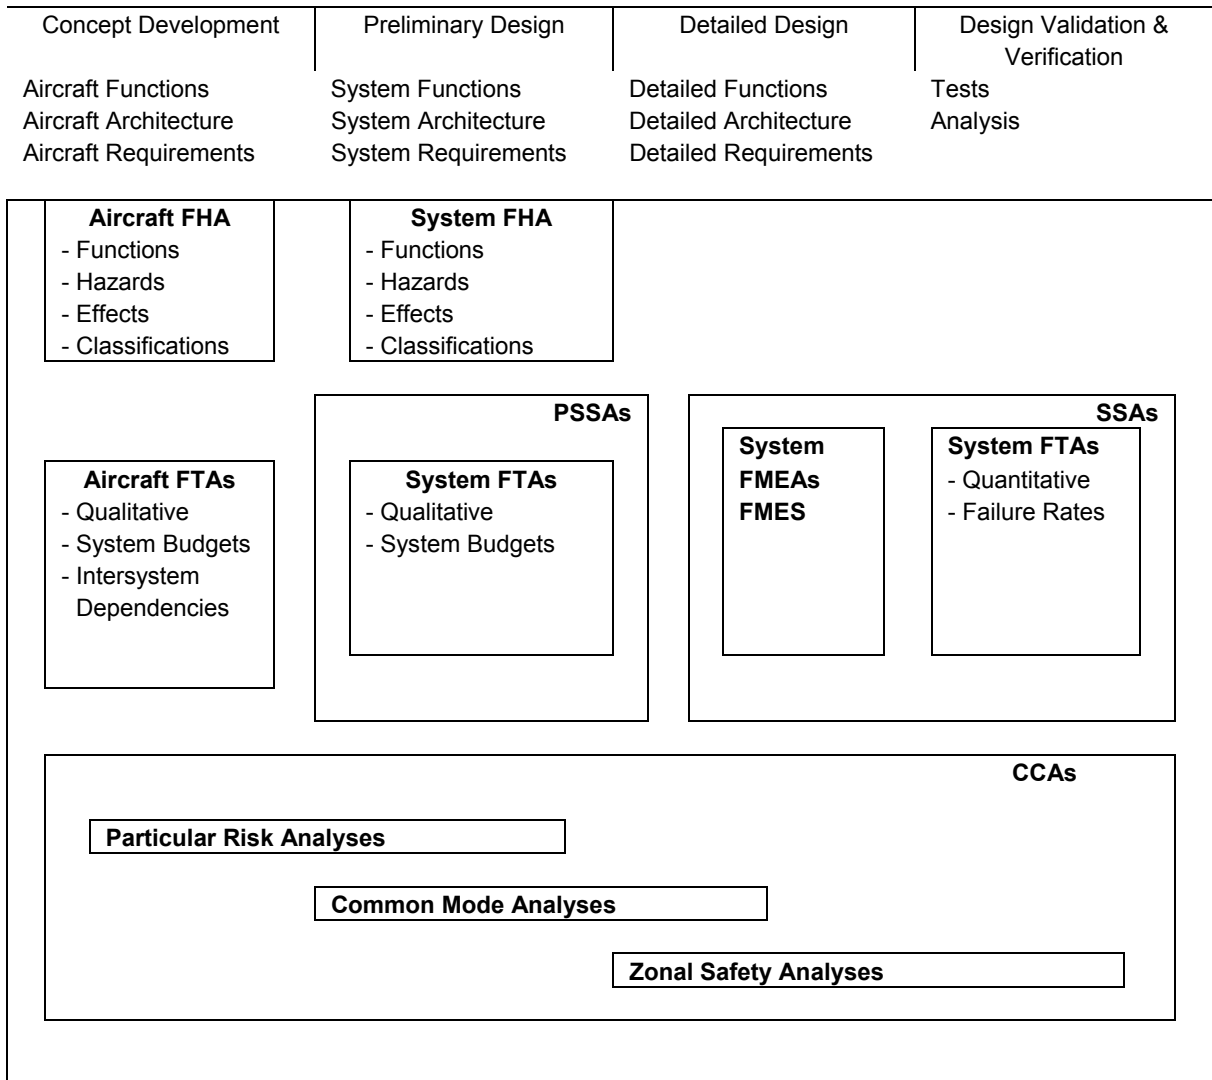 Concept Development
Preliminary Design
Detailed Design
Design Validation &
Verification
Aircraft Functions
Aircraft Architecture
Aircraft Requirements
System Functions
System Architecture
System Requirements
Detailed Functions
Detailed Architecture
Detailed Requirements
Tests
Analysis
Aircraft FHA
- Functions
- Hazards
- Effects
- Classifications
System FHA
- Functions
- Hazards
- Effects
- Classifications
Aircraft FTAs
- Qualitative
- System Budgets
- Intersystem
Dependencies
PSSAs
System FTAs
- Qualitative
- System Budgets
SSAs
System
FMEAs
FMES
System FTAs
- Quantitative
- Failure Rates
CCAs
Particular Risk Analyses
Common Mode Analyses
Zonal Safety Analyses